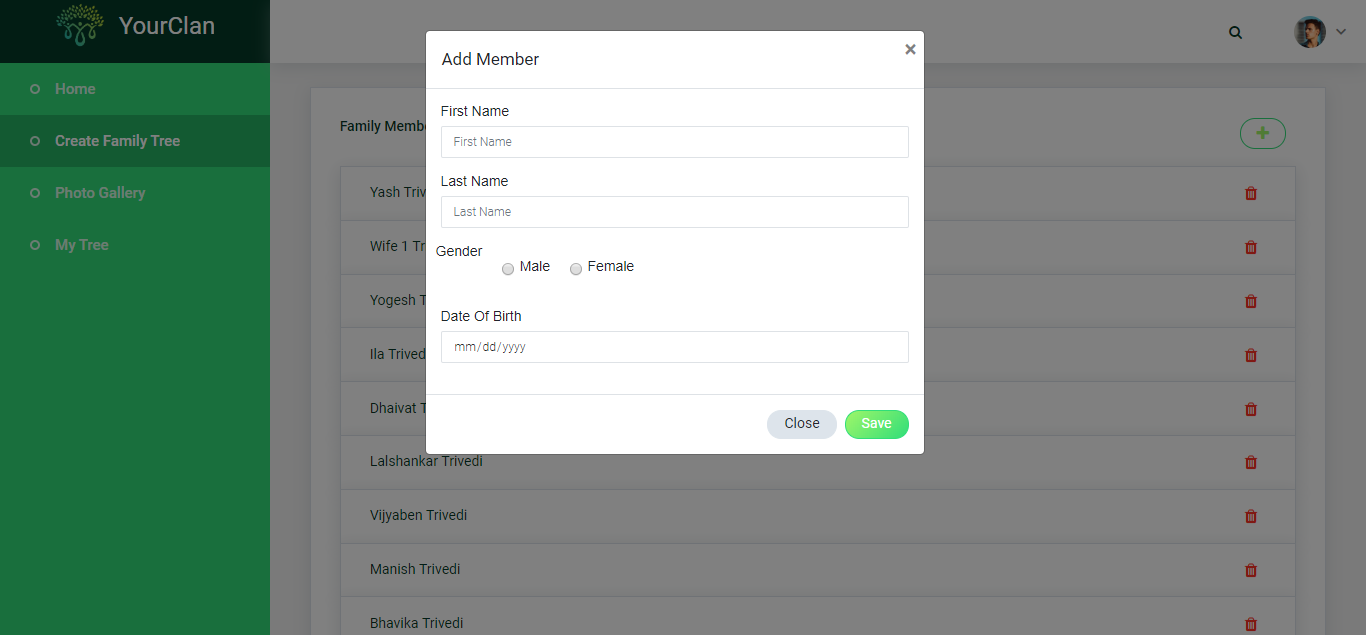 YourClan
Home
Create Family Tree
Photo Gallery
My Tree
Add Member
×
First Name
First Name
Last Name
Last Name
Gender
Male
Female
Date Of Birth
mm/dd/yyyy
Close
Save
Family Memb
Yash Triv
Wife 1 Tr
Yogesh T
Ila Trived
Dhaivat T
Lalshankar Trivedi
Vijyaben Trivedi
Manish Trivedi
Bhavika Trivedi